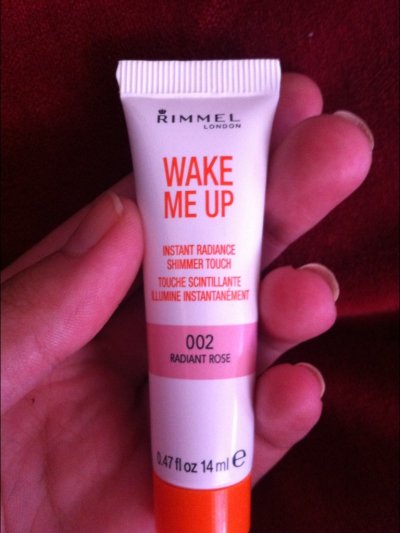 RIMMEL
LONDON
WAKE
ME UP
INSTANT RADIANCE
SHIMMER TOUCH
TOUCHE SCINTILLANTE
ILLUMINE INSTANTANÉMENT
002
RADIANT ROSE
0.47 fl oz 14 ml ℮